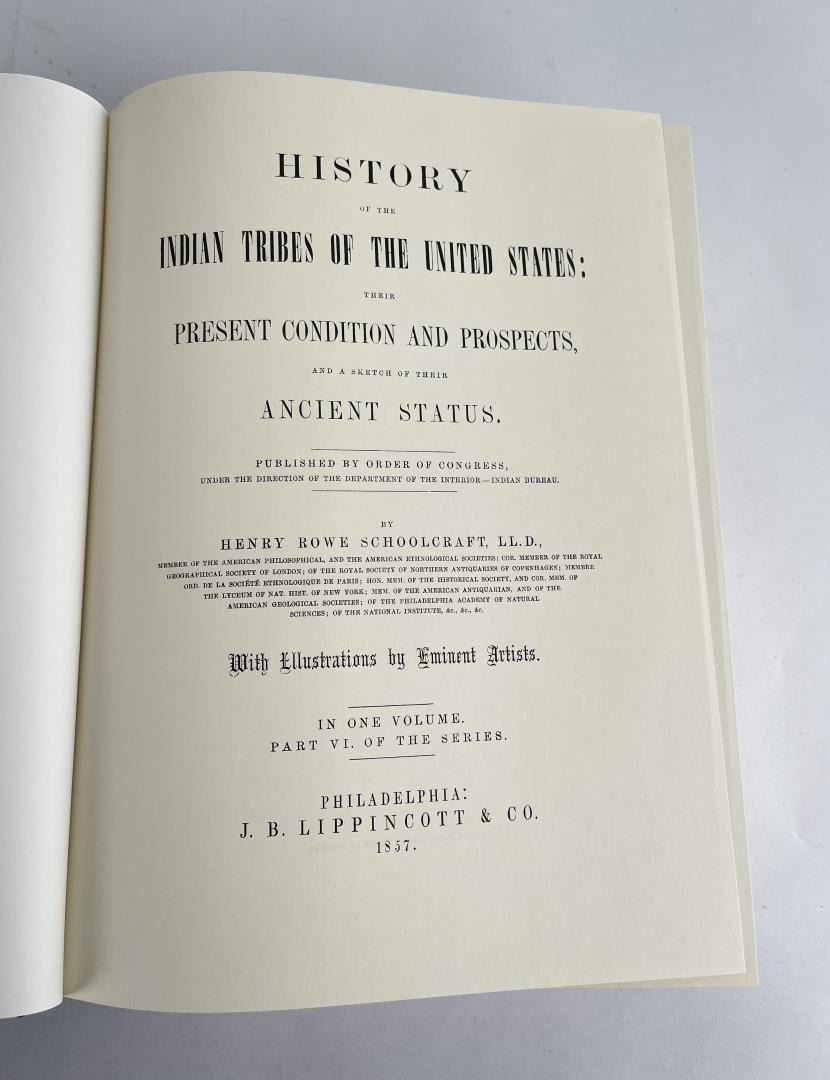 HISTORY
OF THE
INDIAN TRIBES OF THE UNITED STATES:
THEIR
PRESENT CONDITION AND PROSPECTS,
AND A SKETCH OF THEIR
ANCIENT STATUS.
PUBLISHED BY ORDER OF CONGRESS,
UNDER THE DIRECTION OF THE DEPARTMENT OF THE INTERIOR—INDIAN BUREAU.
BY
HENRY ROWE SCHOOLCRAFT, LL.D.,
MEMBER OF THE AMERICAN PHILOSOPHICAL, AND THE AMERICAN ETHNOLOGICAL SOCIETIES; COR. MEMBER OF THE ROYAL
GEOGRAPHICAL SOCIETY OF LONDON; OF THE ROYAL SOCIETY OF NORTHERN ANTIQUARIES OF COPENHAGEN; MEMBRE
ORD. DE LA SOCIÉTÉ ETHNOLOGIQUE DE PARIS; HON. MEM. OF THE HISTORICAL SOCIETY, AND COR. MEM. OF
THE LYCEUM OF NAT. HIST. OF NEW YORK; MEM. OF THE AMERICAN ANTIQUARIAN, AND OF THE
AMERICAN GEOLOGICAL SOCIETIES; OF THE PHILADELPHIA ACADEMY OF NATURAL
SCIENCES; OF THE NATIONAL INSTITUTE, &c., &c., &c.
With Illustrations by Eminent Artists.
IN ONE VOLUME.
PART VI. OF THE SERIES.
PHILADELPHIA:
J. B. LIPPINCOTT & CO.
1857.